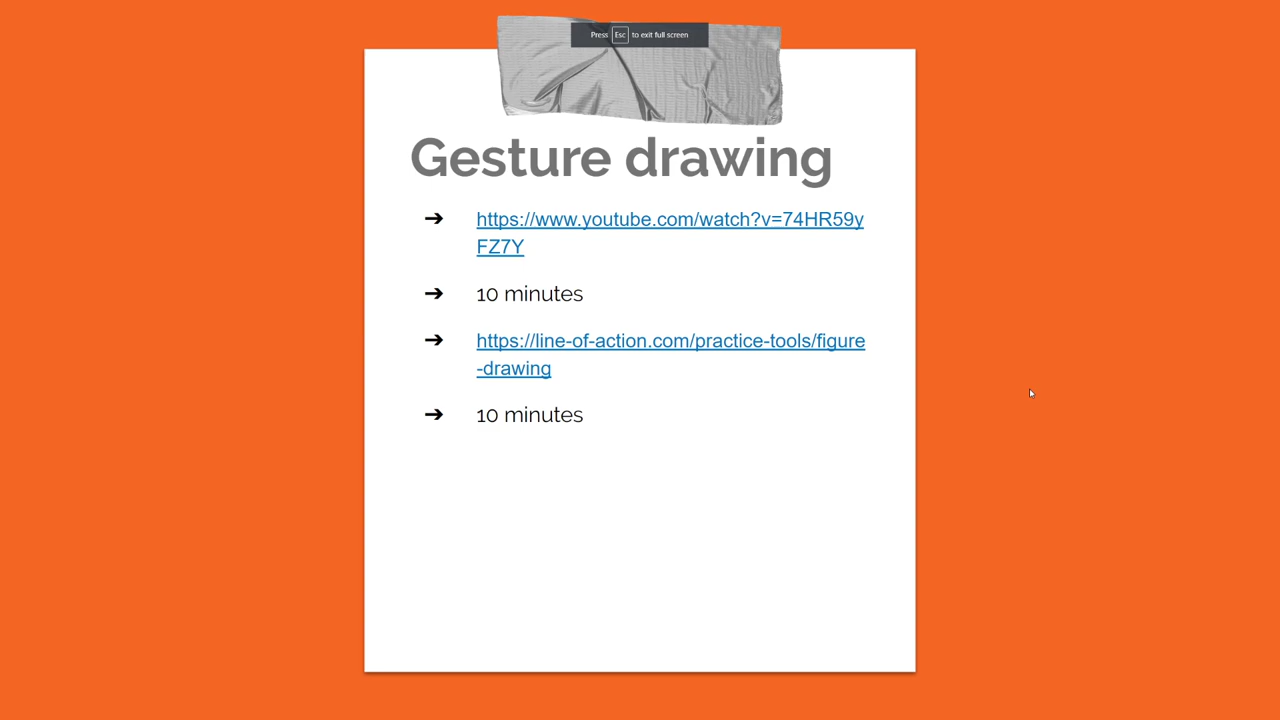 Press Esc to exit full screen
Gesture drawing
➔ https://www.youtube.com/watch?v=74HR59y
FZ7Y
➔ 10 minutes
➔ https://line-of-action.com/practice-tools/figure
-drawing
➔ 10 minutes